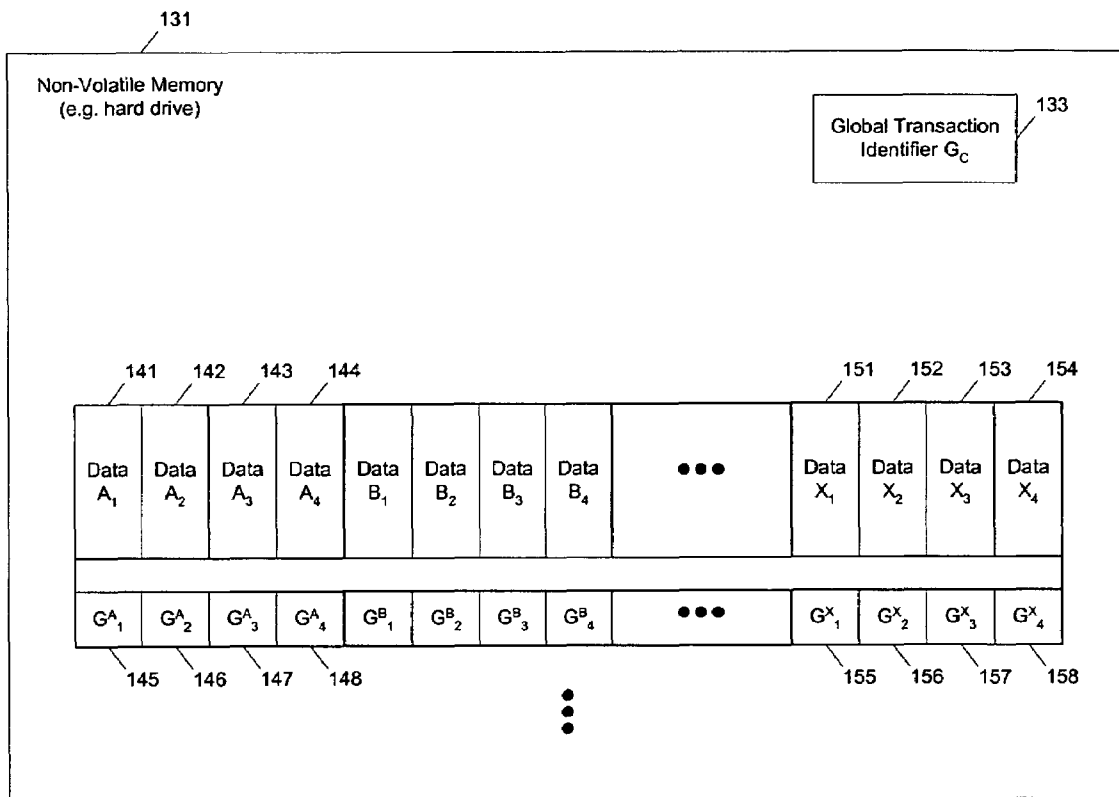 131
Non-Volatile Memory
(e.g. hard drive)
133
Global Transaction
Identifier G_C
141 142 143 144 151 152 153 154
Data A_1 Data A_2 Data A_3 Data A_4 Data B_1 Data B_2 Data B_3 Data B_4 ●●● Data X_1 Data X_2 Data X_3 Data X_4
G^A_1 G^A_2 G^A_3 G^A_4 G^B_1 G^B_2 G^B_3 G^B_4 ●●● G^X_1 G^X_2 G^X_3 G^X_4
145 146 147 148 155 156 157 158